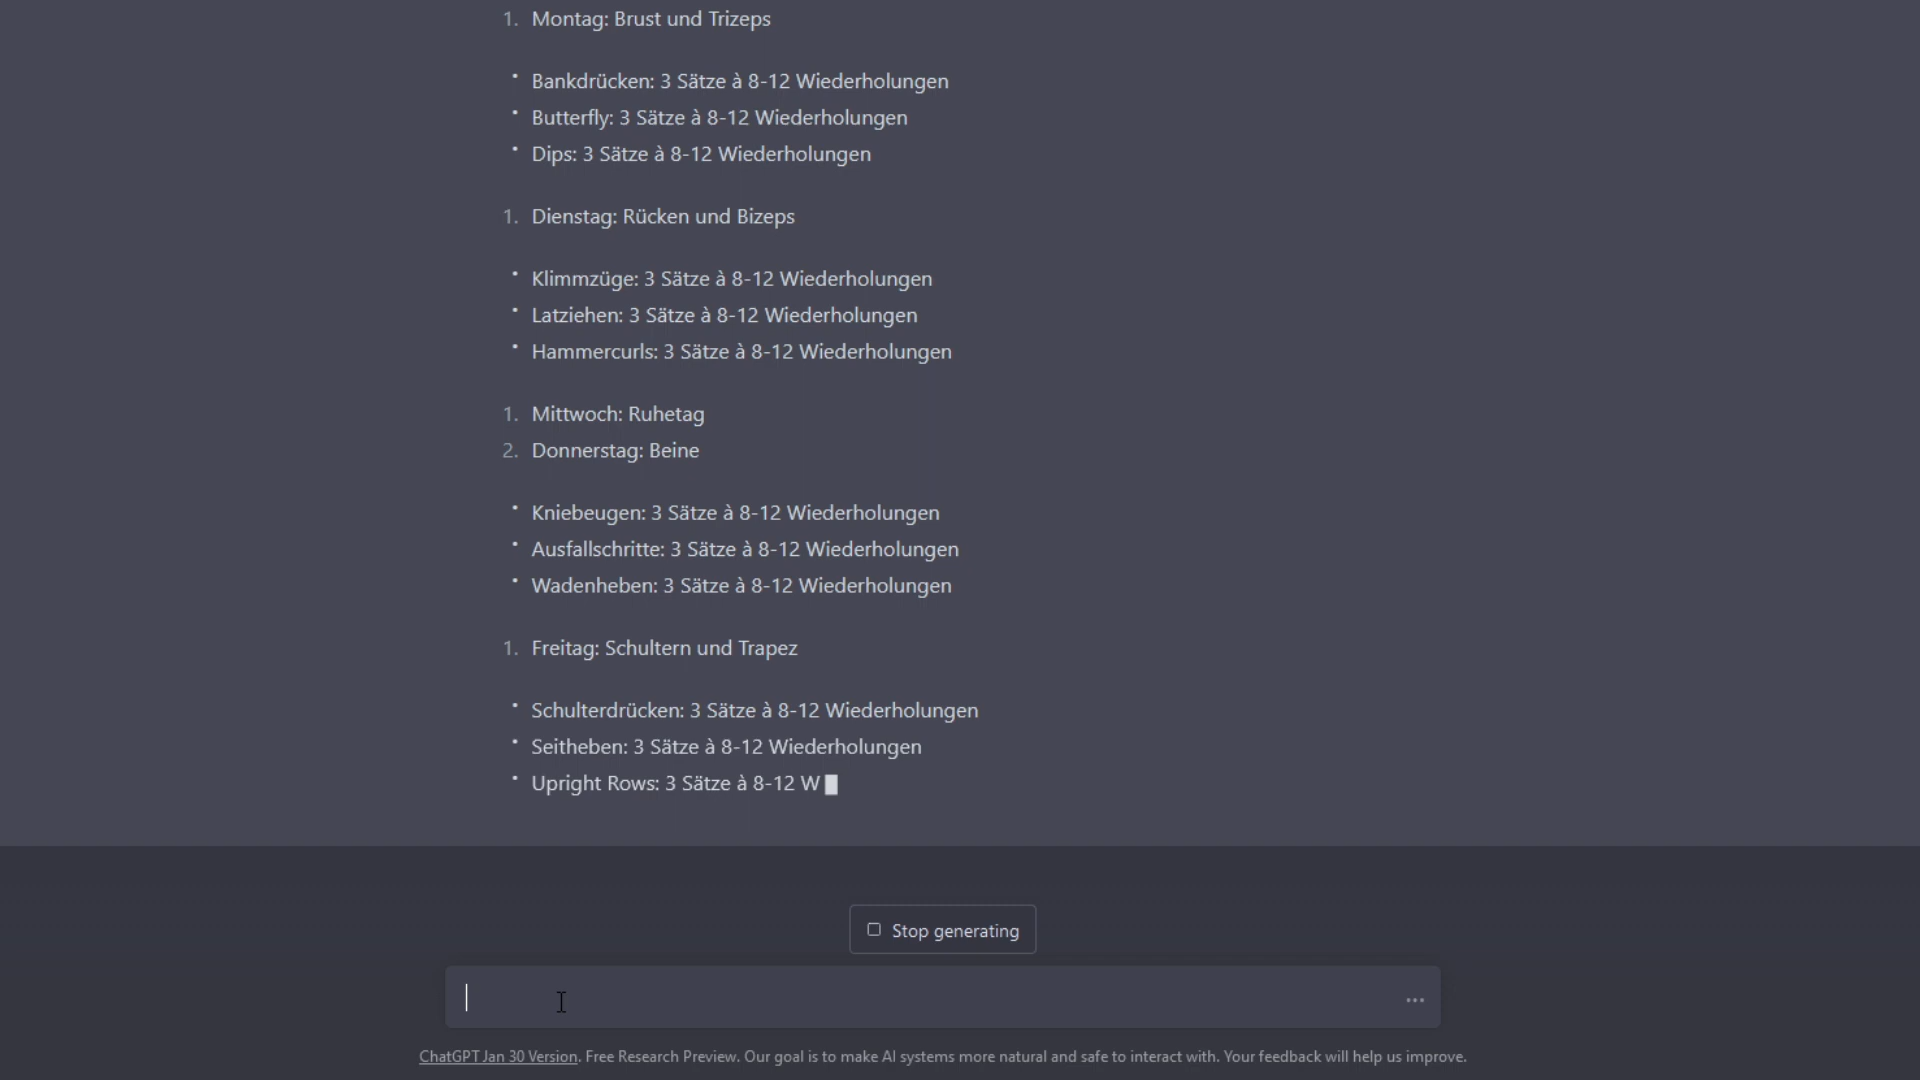 1. Montag: Brust und Trizeps
• Bankdrücken: 3 Sätze à 8-12 Wiederholungen
• Butterfly: 3 Sätze à 8-12 Wiederholungen
• Dips: 3 Sätze à 8-12 Wiederholungen
1. Dienstag: Rücken und Bizeps
• Klimmzüge: 3 Sätze à 8-12 Wiederholungen
• Latziehen: 3 Sätze à 8-12 Wiederholungen
• Hammercurls: 3 Sätze à 8-12 Wiederholungen
1. Mittwoch: Ruhetag
2. Donnerstag: Beine
• Kniebeugen: 3 Sätze à 8-12 Wiederholungen
• Ausfallschritte: 3 Sätze à 8-12 Wiederholungen
• Wadenheben: 3 Sätze à 8-12 Wiederholungen
1. Freitag: Schultern und Trapez
• Schulterdrücken: 3 Sätze à 8-12 Wiederholungen
• Seitheben: 3 Sätze à 8-12 Wiederholungen
• Upright Rows: 3 Sätze à 8-12 W
Stop generating
ChatGPT Jan 30 Version. Free Research Preview. Our goal is to make AI systems more natural and safe to interact with. Your feedback will help us improve.